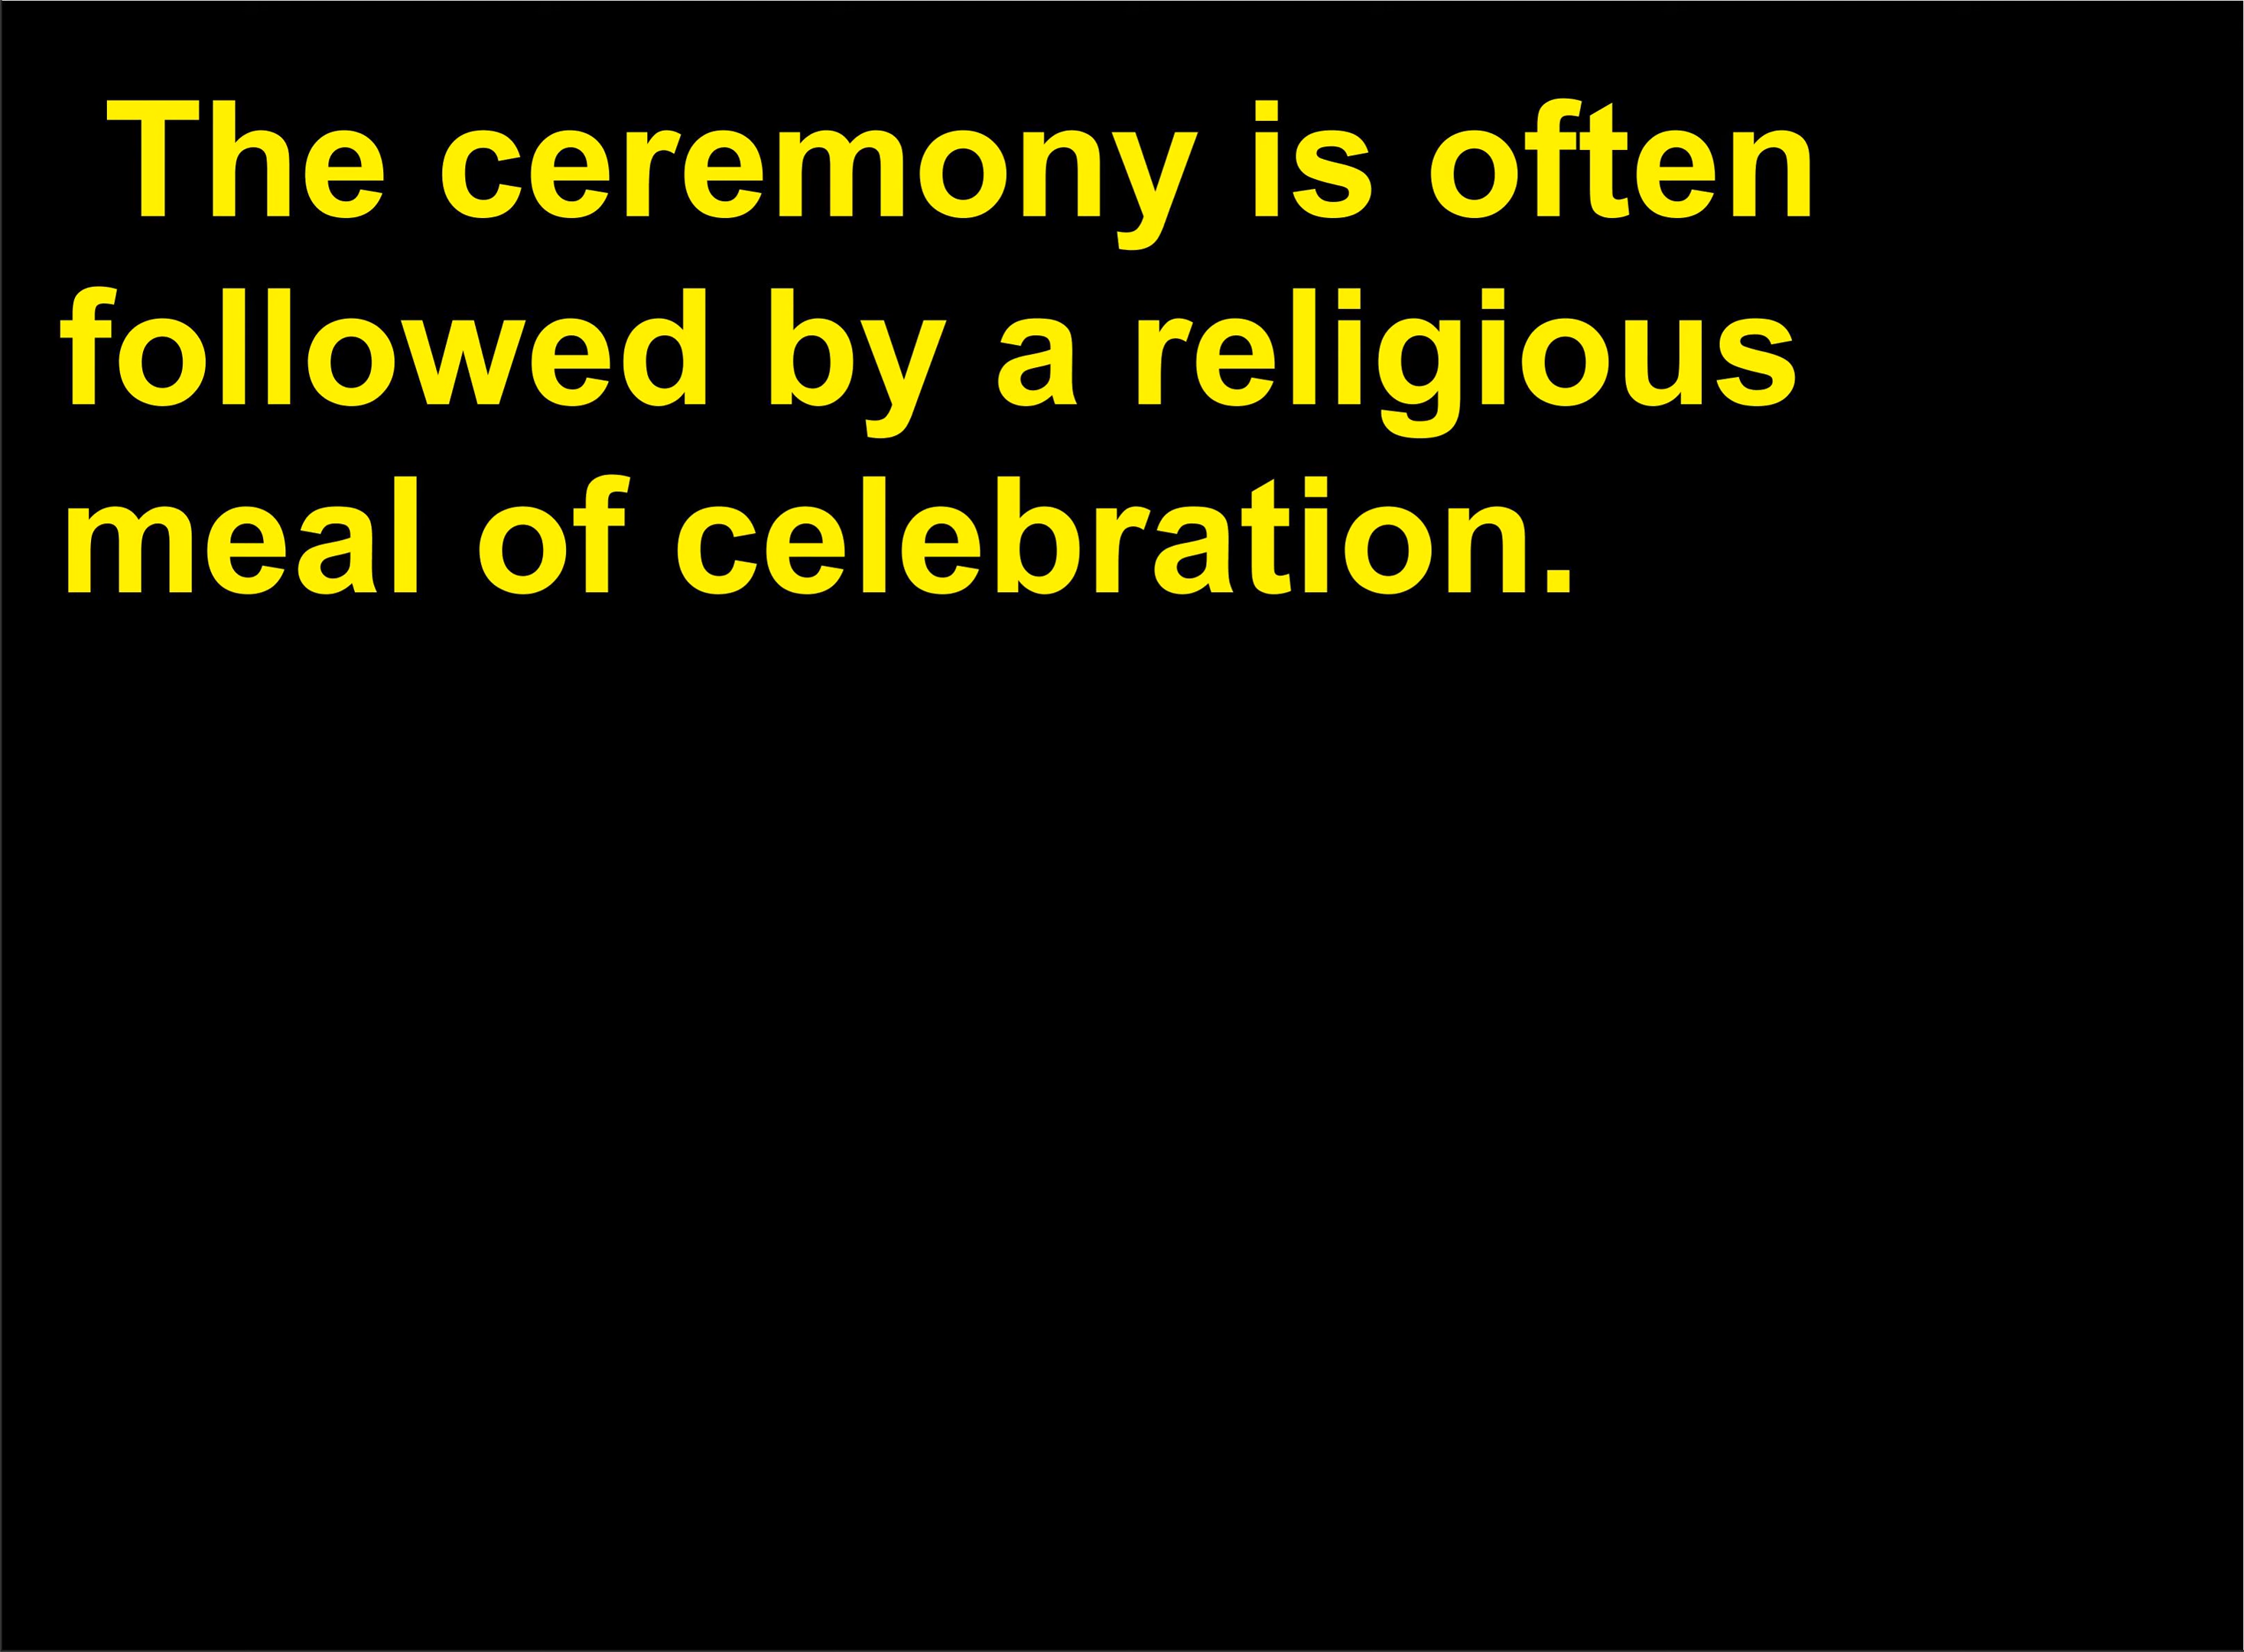 The ceremony is often
followed by a religious
meal of celebration.